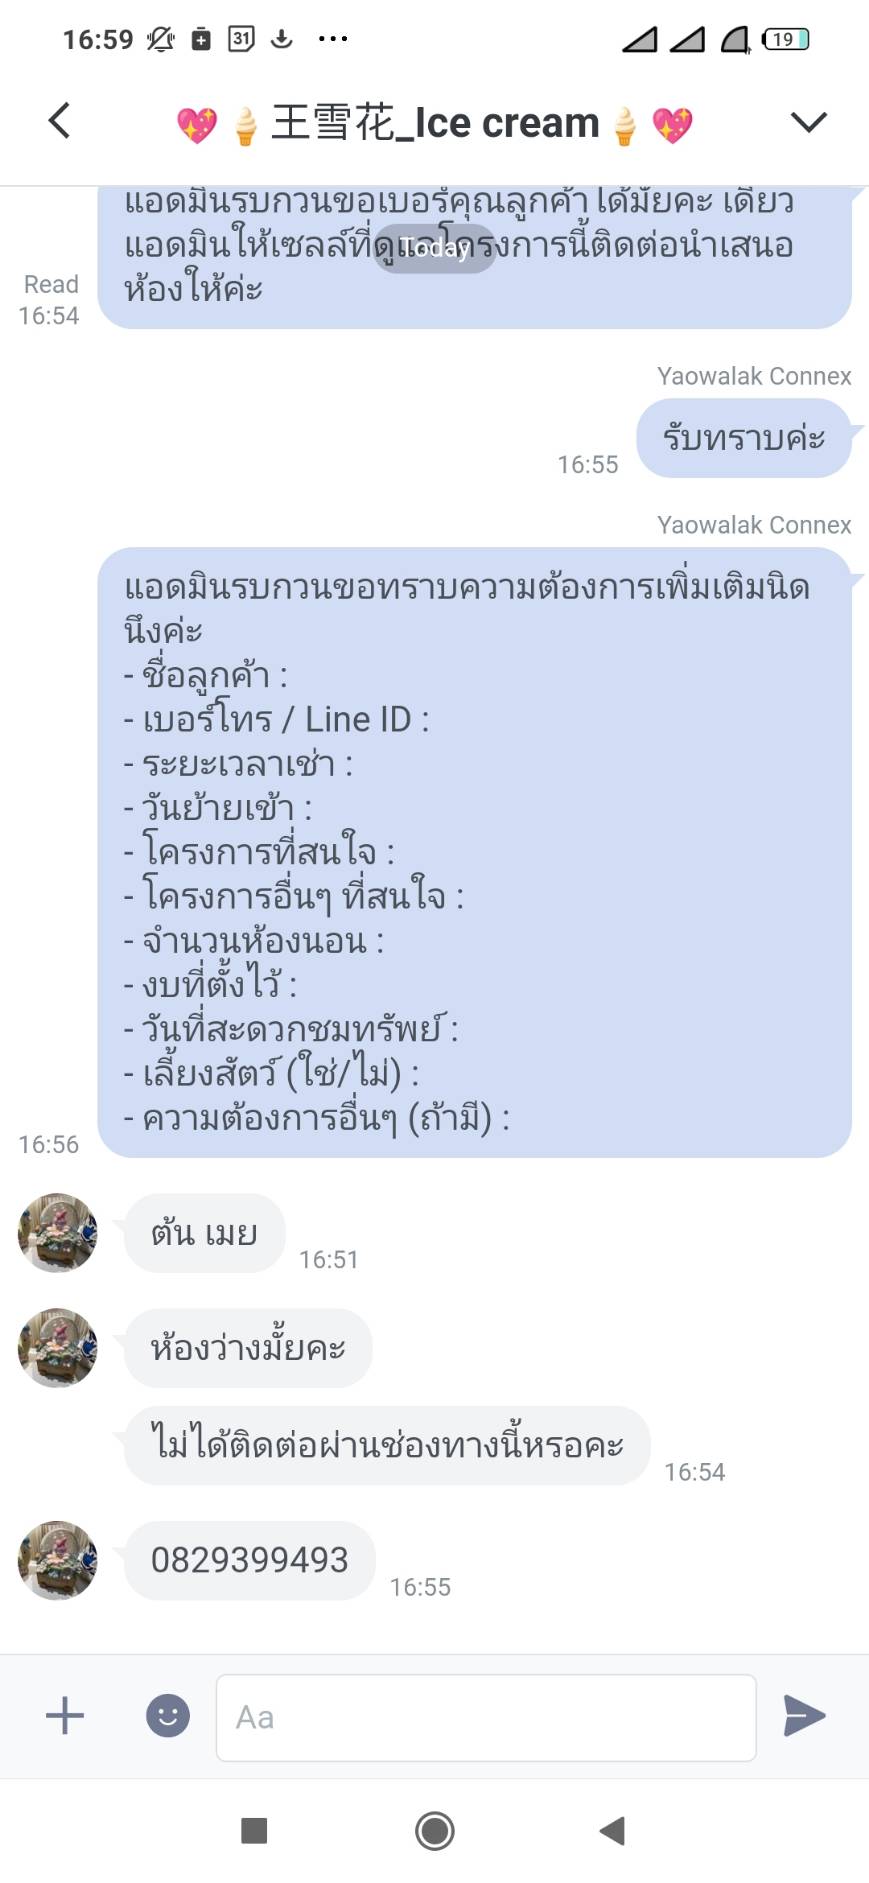 16:59
31
19
💖🍦王雪花_Ice cream🍦💖
แอดมินรบกวนขอเบอร์คุณลูกค้า ได้มั้ยคะ เดี๋ยว
แอดมินให้เซลล์ที่ดูแลโครงการนี้ติดต่อนำเสนอ
Today
ห้องให้ค่ะ
Read
16:54
Yaowalak Connex
รับทราบค่ะ
16:55
Yaowalak Connex
แอดมินรบกวนขอทราบความต้องการเพิ่มเติมนิด
นึงค่ะ
- ชื่อลูกค้า :
- เบอร์โทร / Line ID :
- ระยะเวลาเช่า :
- วันย้ายเข้า :
- โครงการที่สนใจ :
- โครงการอื่นๆ ที่สนใจ :
- จำนวนห้องนอน :
- งบที่ตั้งไว้ :
- วันที่สะดวกชมทรัพย์ :
- เลี้ยงสัตว์ (ใช่/ไม่) :
- ความต้องการอื่นๆ (ถ้ามี) :
16:56
ต้น เมย
16:51
ห้องว่างมั้ยคะ
ไม่ได้ติดต่อผ่านช่องทางนี้หรอคะ
16:54
0829399493
16:55
Aa